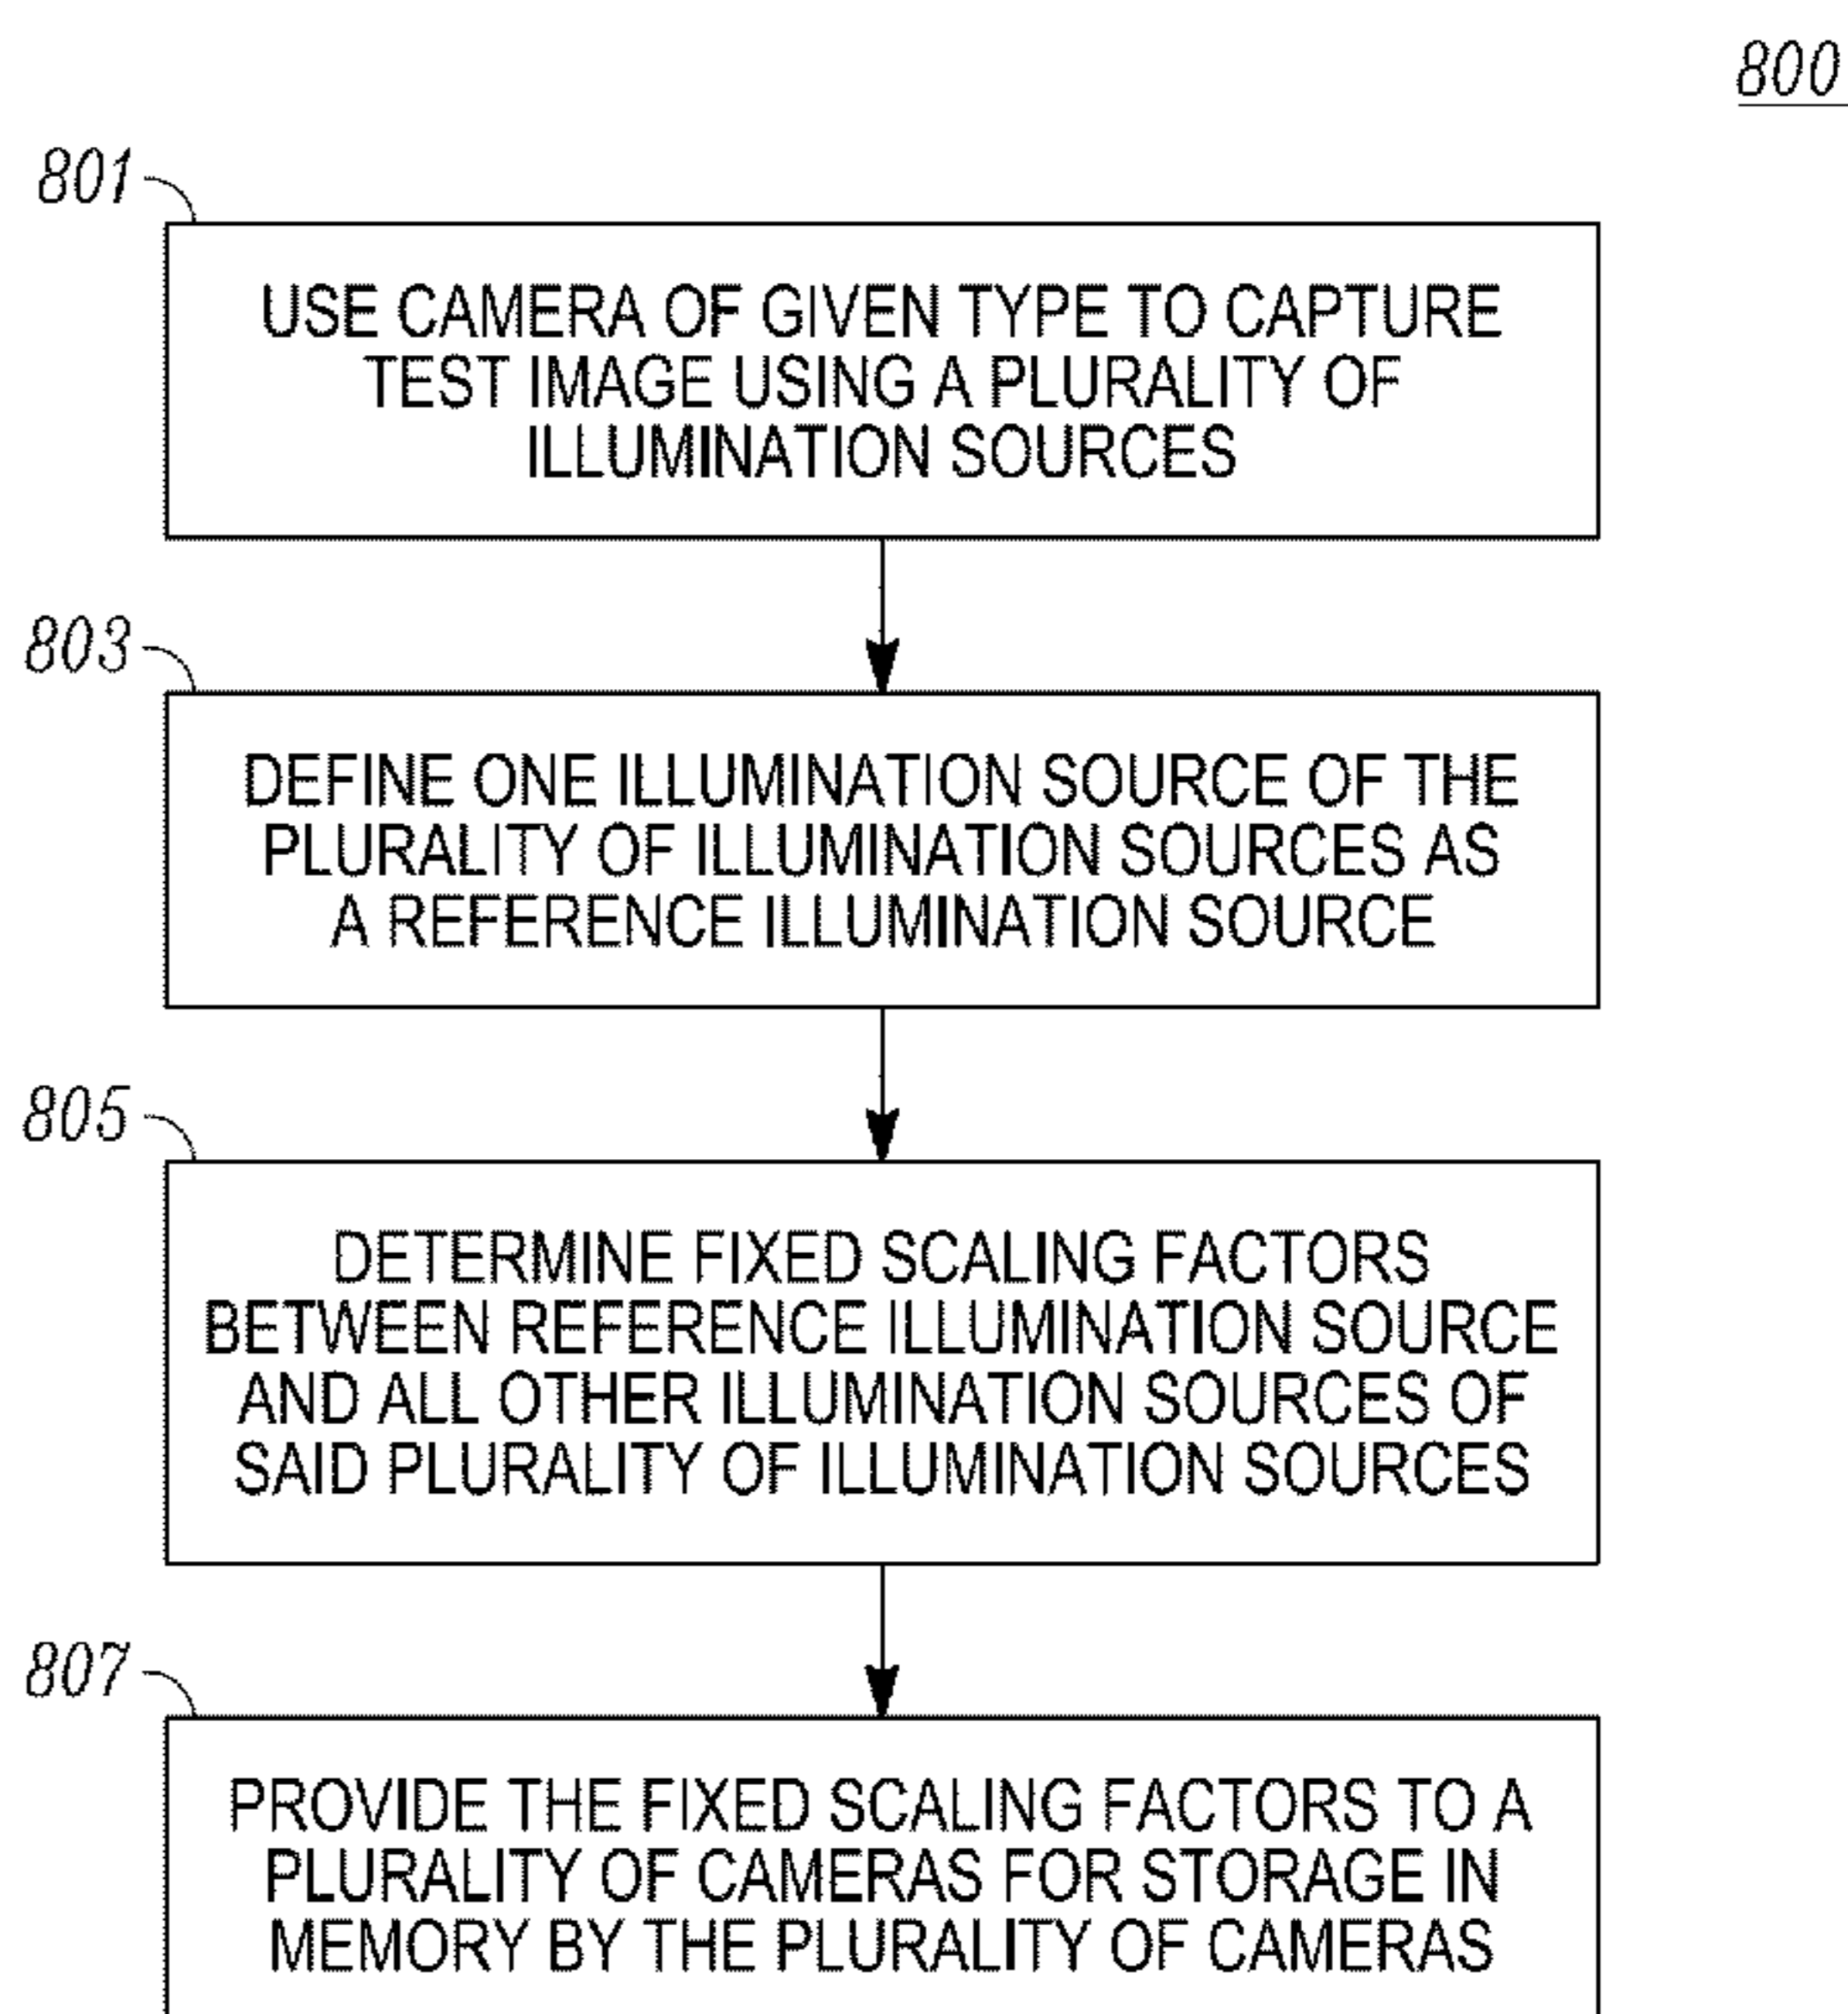 800
801
USE CAMERA OF GIVEN TYPE TO CAPTURE
TEST IMAGE USING A PLURALITY OF
ILLUMINATION SOURCES
803
DEFINE ONE ILLUMINATION SOURCE OF THE
PLURALITY OF ILLUMINATION SOURCES AS
A REFERENCE ILLUMINATION SOURCE
805
DETERMINE FIXED SCALING FACTORS
BETWEEN REFERENCE ILLUMINATION SOURCE
AND ALL OTHER ILLUMINATION SOURCES OF
SAID PLURALITY OF ILLUMINATION SOURCES
807
PROVIDE THE FIXED SCALING FACTORS TO A
PLURALITY OF CAMERAS FOR STORAGE IN
MEMORY BY THE PLURALITY OF CAMERAS